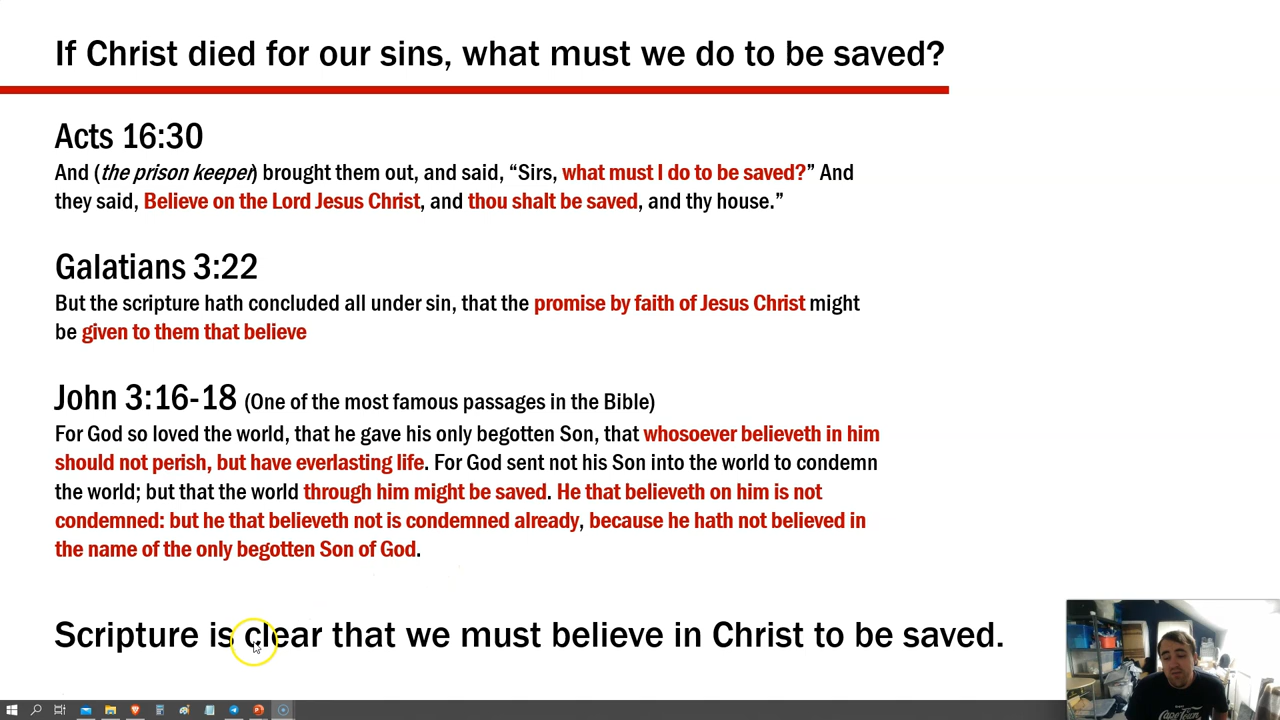 If Christ died for our sins, what must we do to be saved?
Acts 16:30
And (the prison keeper) brought them out, and said, “Sirs, what must I do to be saved?” And
they said, Believe on the Lord Jesus Christ, and thou shalt be saved, and thy house.”
Galatians 3:22
But the scripture hath concluded all under sin, that the promise by faith of Jesus Christ might
be given to them that believe
John 3:16-18 (One of the most famous passages in the Bible)
For God so loved the world, that he gave his only begotten Son, that whosoever believeth in him
should not perish, but have everlasting life. For God sent not his Son into the world to condemn
the world; but that the world through him might be saved. He that believeth on him is not
condemned: but he that believeth not is condemned already, because he hath not believed in
the name of the only begotten Son of God.
Scripture is clear that we must believe in Christ to be saved.